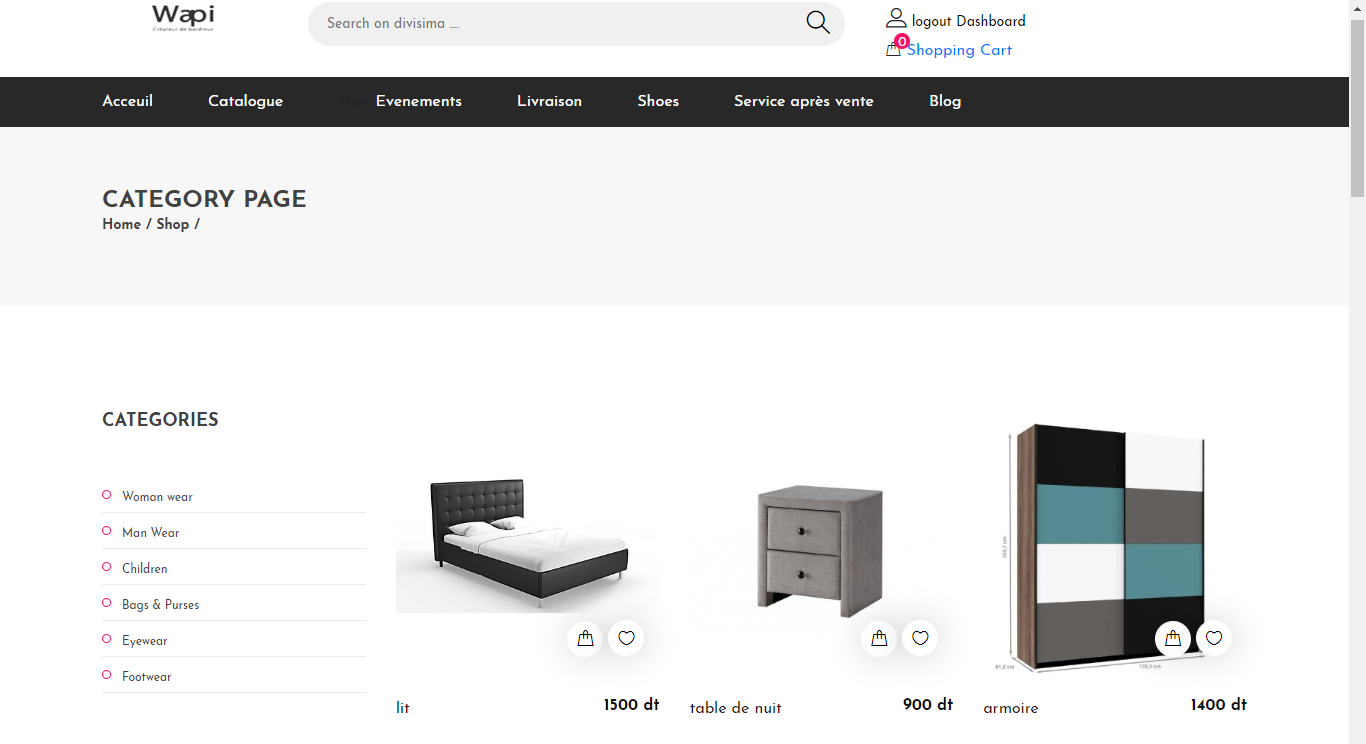 Wapi
Créateur de bonheur
Search on divisima ....
logout Dashboard
0
Shopping Cart
Acceuil Catalogue Evenements Livraison Shoes Service après vente Blog
CATEGORY PAGE
Home / Shop /
CATEGORIES
Woman wear
Man Wear
Children
Bags & Purses
Eyewear
Footwear
lit 1500 dt
table de nuit 900 dt
armoire 1400 dt